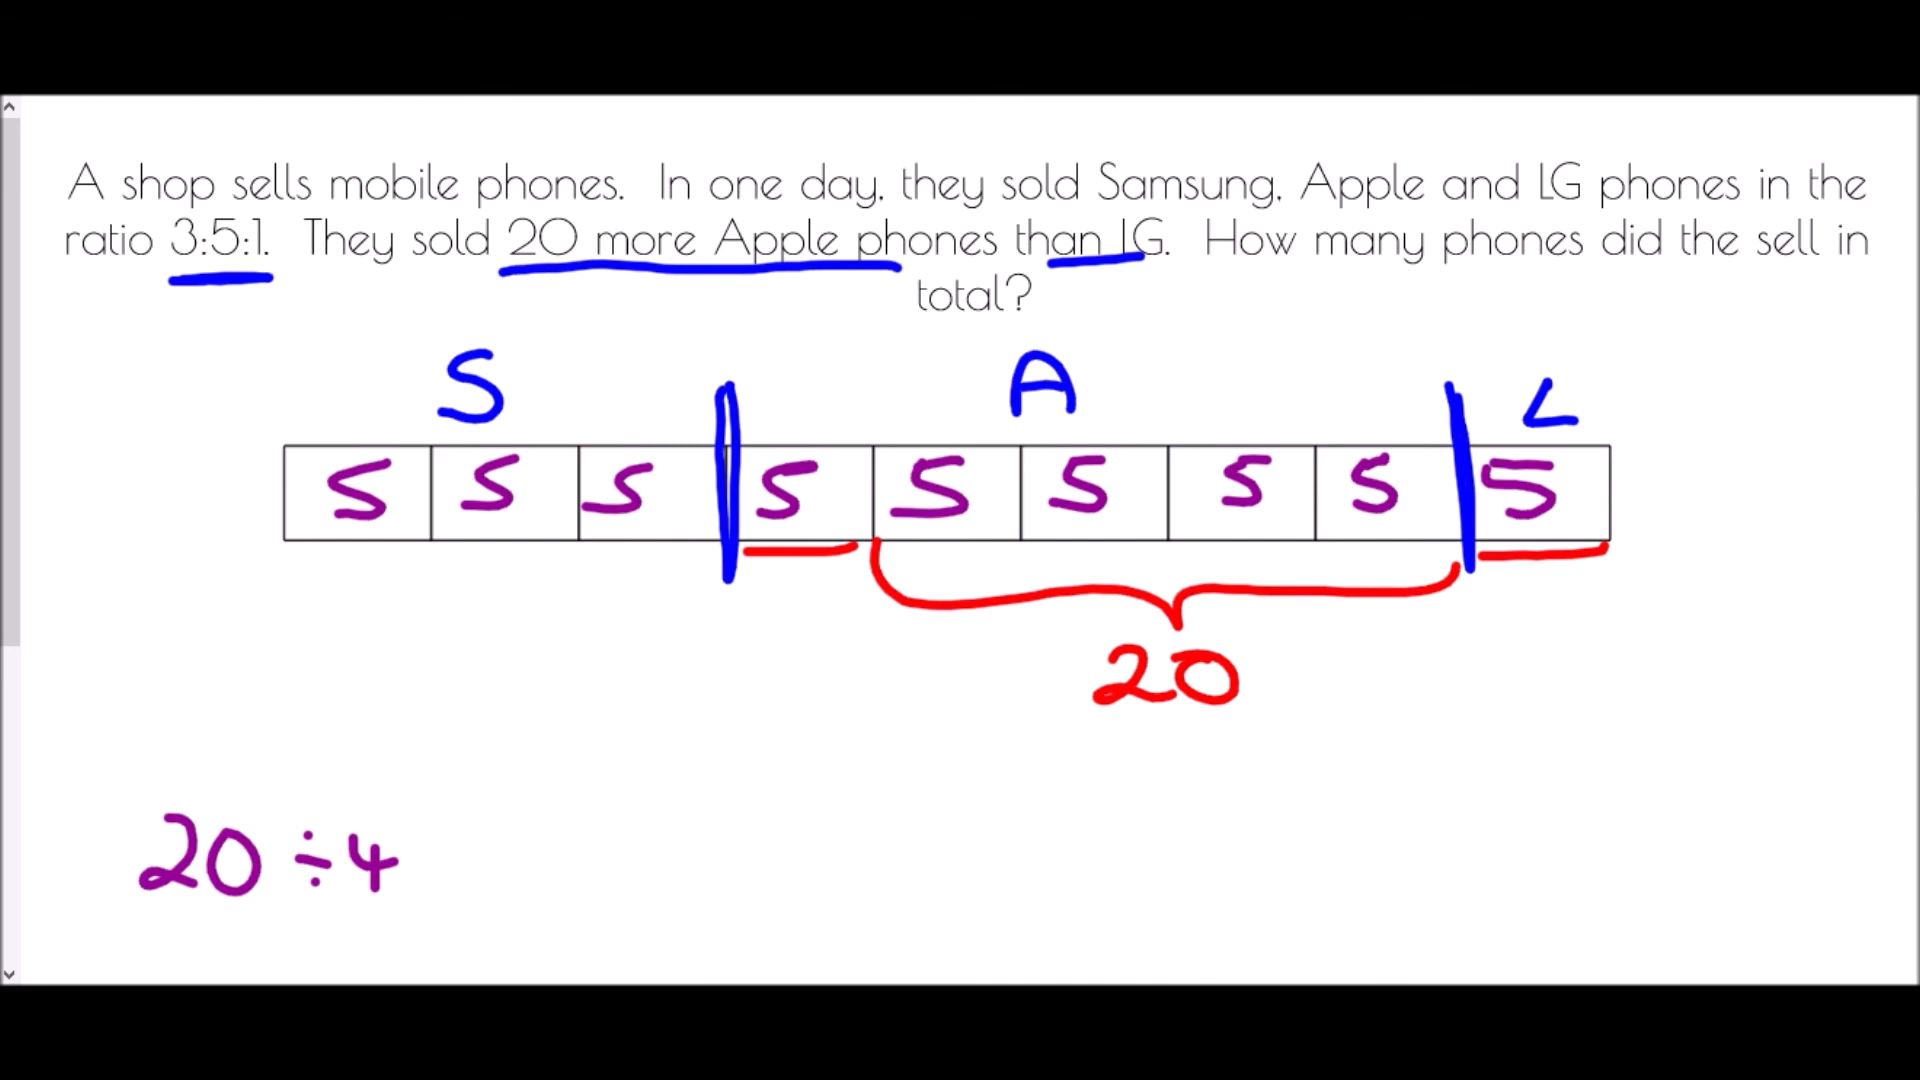 A shop sells mobile phones. In one day, they sold Samsung, Apple and LG phones in the
ratio 3:5:1. They sold 20 more Apple phones than LG. How many phones did the sell in
total?
S A L
5 5 5 5 5 5 5 5 5
20
20 ÷ 4